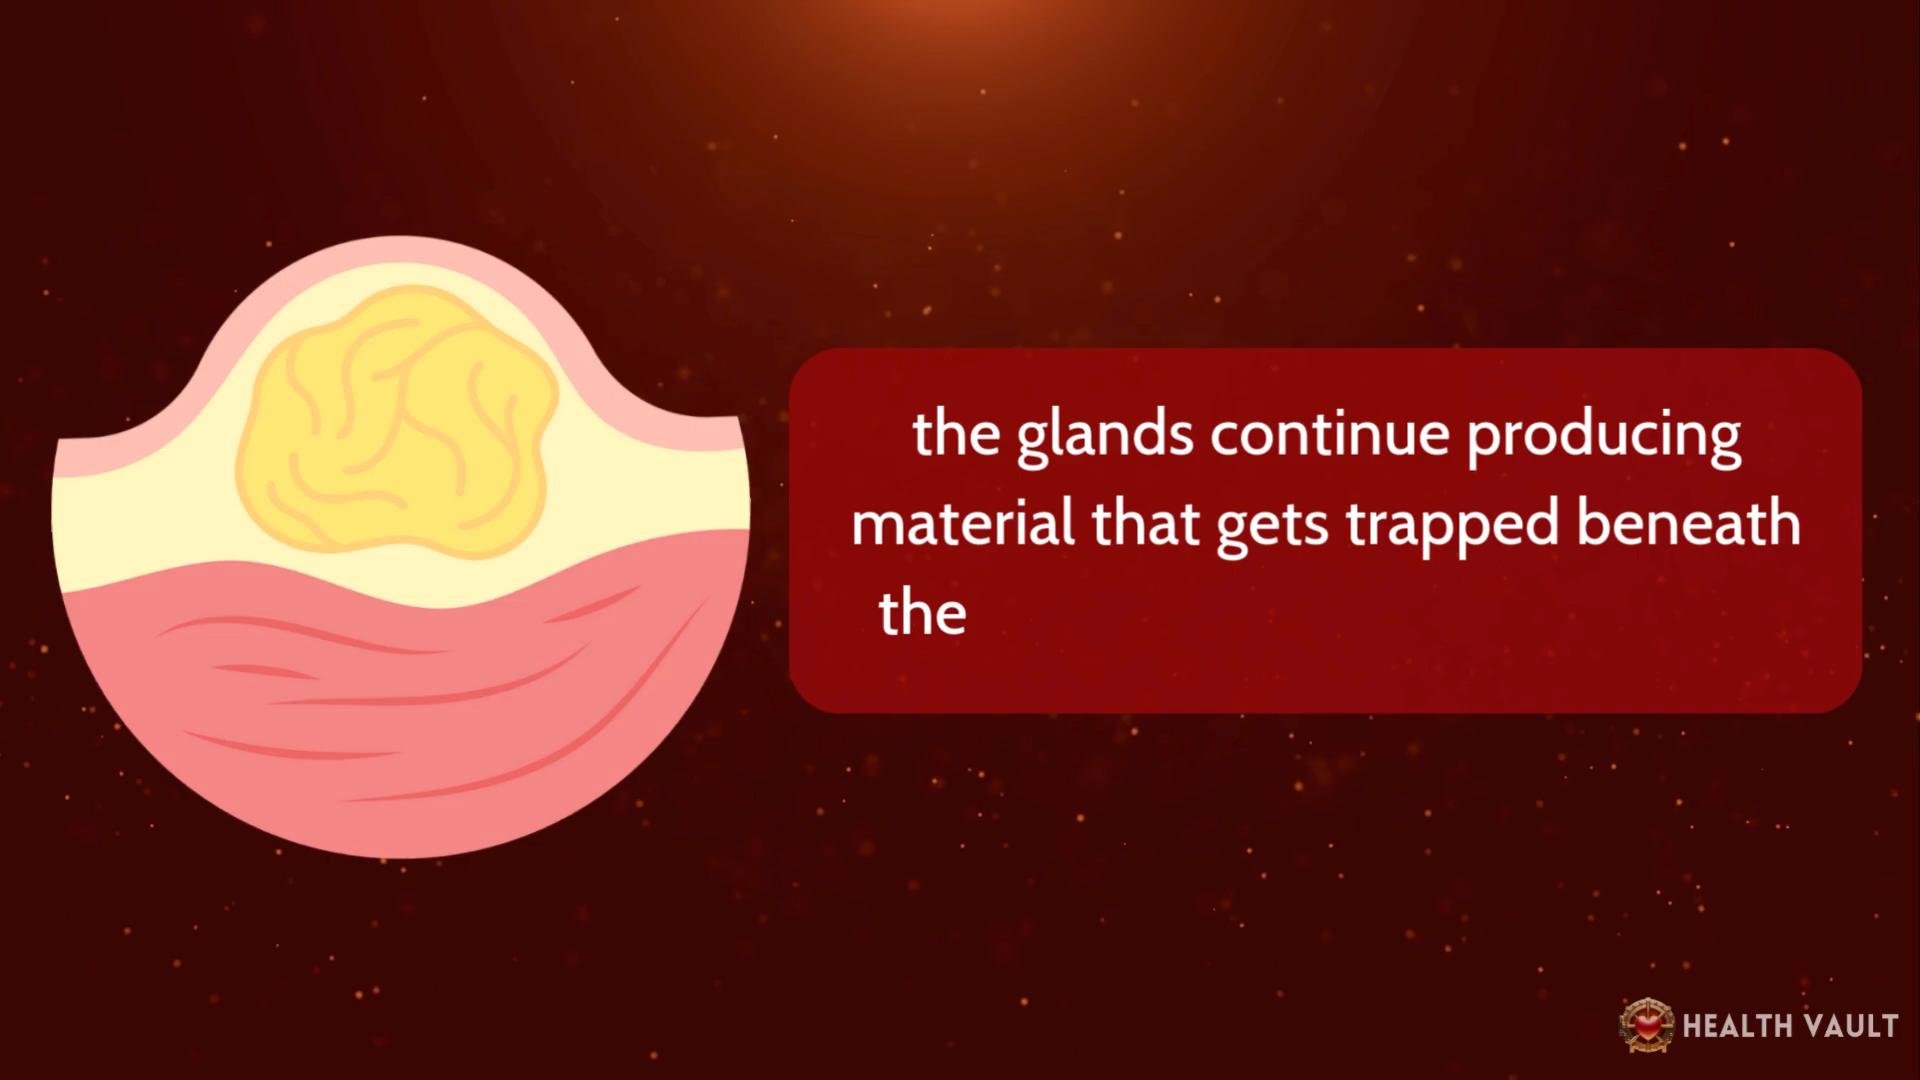 the glands continue producing
material that gets trapped beneath
the
HEALTH VAULT